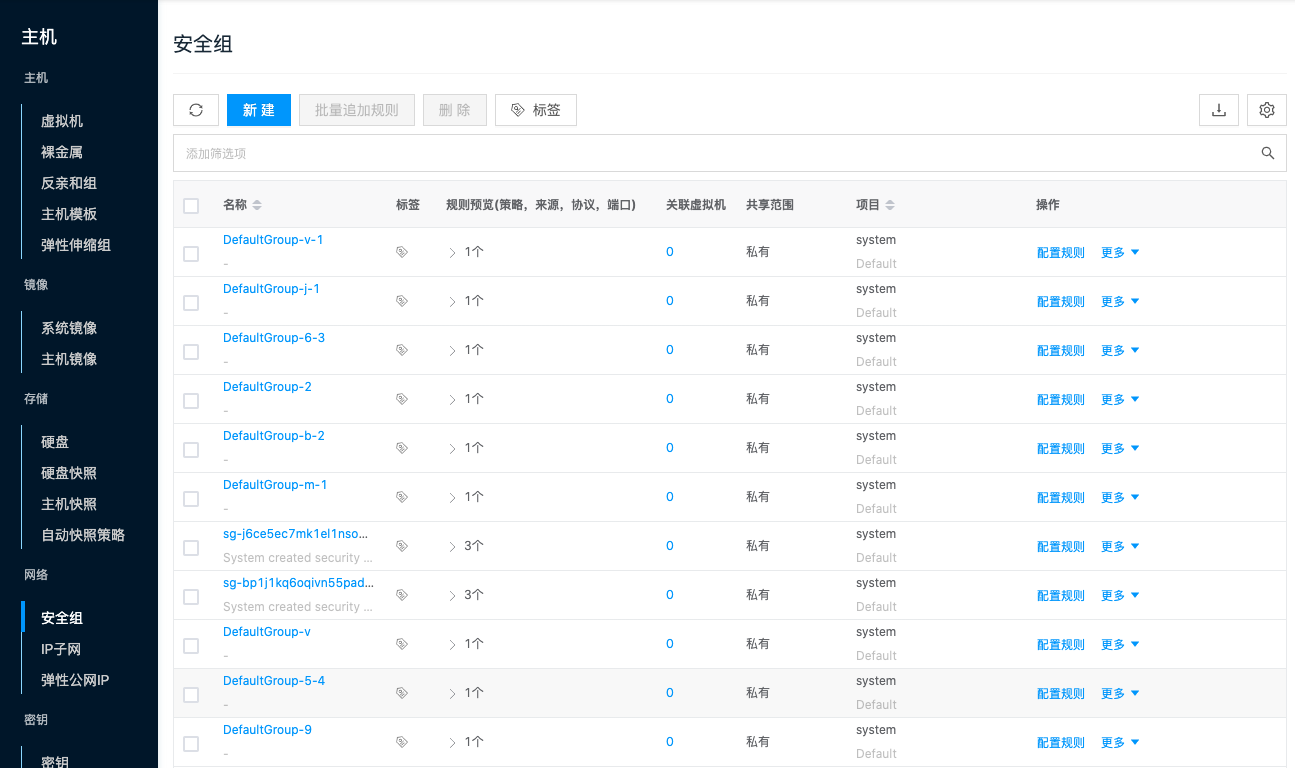 主机
主机
虚拟机
裸金属
反亲和组
主机模板
弹性伸缩组
镜像
系统镜像
主机镜像
存储
硬盘
硬盘快照
主机快照
自动快照策略
网络
安全组
IP子网
弹性公网IP
密钥
密钥
安全组
新 建 批量追加规则 删 除 标签
添加筛选项
名称 标签 规则预览(策略，来源，协议，端口) 关联虚拟机 共享范围 项目 操作
DefaultGroup-v-1 - 1个 0 私有 system Default 配置规则 更多
DefaultGroup-j-1 - 1个 0 私有 system Default 配置规则 更多
DefaultGroup-6-3 - 1个 0 私有 system Default 配置规则 更多
DefaultGroup-2 - 1个 0 私有 system Default 配置规则 更多
DefaultGroup-b-2 - 1个 0 私有 system Default 配置规则 更多
DefaultGroup-m-1 - 1个 0 私有 system Default 配置规则 更多
sg-j6ce5ec7mk1el1nso... System created security ... 3个 0 私有 system Default 配置规则 更多
sg-bp1j1kq6oqivn55pad... System created security ... 3个 0 私有 system Default 配置规则 更多
DefaultGroup-v - 1个 0 私有 system Default 配置规则 更多
DefaultGroup-5-4 - 1个 0 私有 system Default 配置规则 更多
DefaultGroup-9 - 1个 0 私有 system Default 配置规则 更多